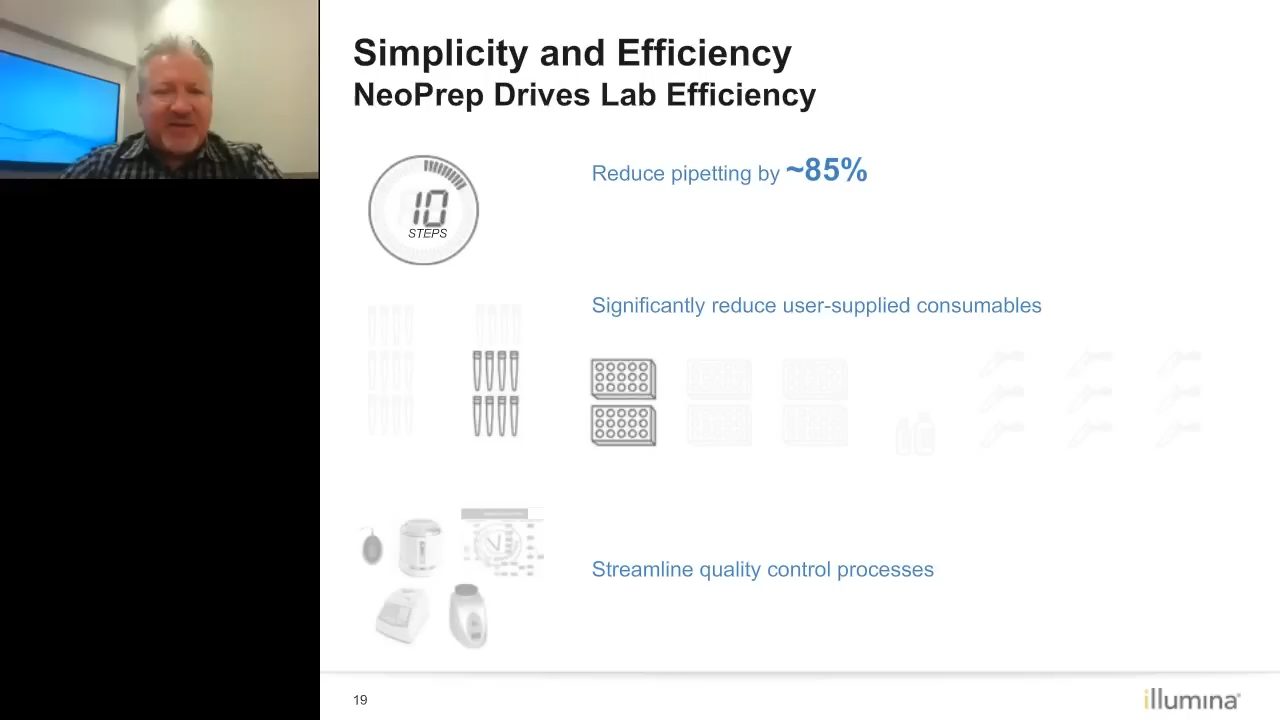 Simplicity and Efficiency
NeoPrep Drives Lab Efficiency
Reduce pipetting by ~85%
10
STEPS
Significantly reduce user-supplied consumables
Streamline quality control processes
19
illumina